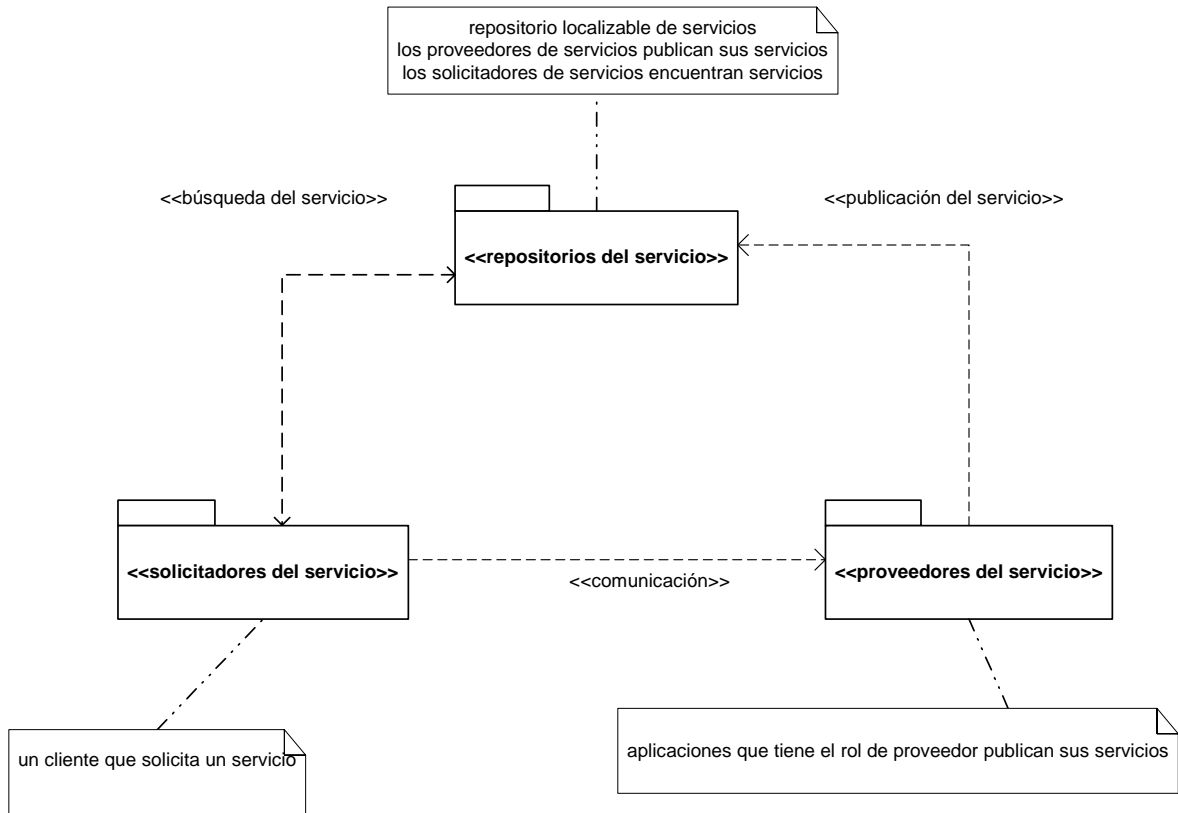 repositorio localizable de servicios
los proveedores de servicios publican sus servicios
los solicitadores de servicios encuentran servicios
<<búsqueda del servicio>>
<<publicación del servicio>>
<<repositorios del servicio>>
<<solicitadores del servicio>>
<<comunicación>>
<<proveedores del servicio>>
un cliente que solicita un servicio
aplicaciones que tiene el rol de proveedor publican sus servicios